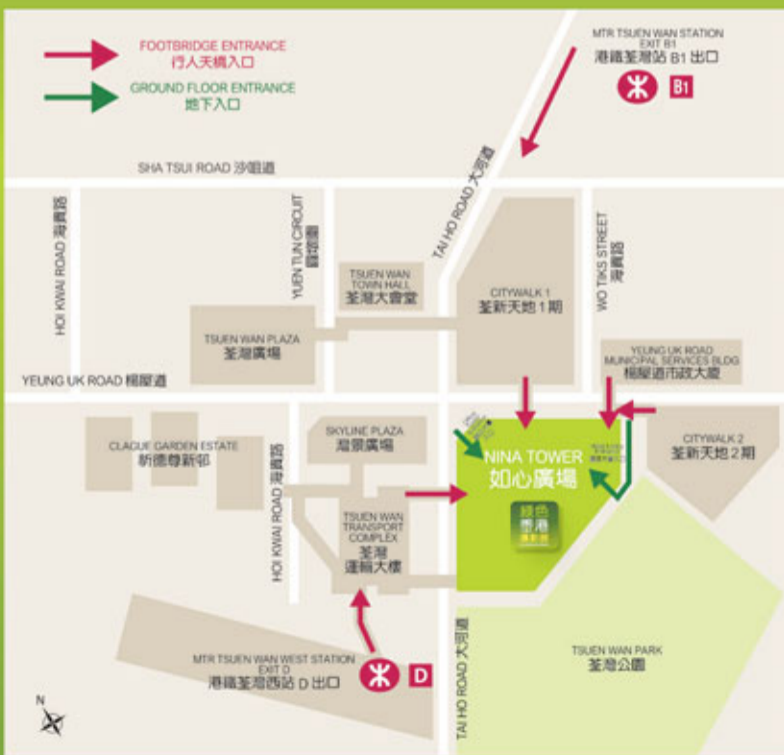 FOOTBRIDGE ENTRANCE
行人天橋入口
GROUND FLOOR ENTRANCE
地下入口
MTR TSUEN WAN STATION
EXIT B1
港鐵荃灣站 B1 出口
B1
SHA TSUI ROAD 沙咀道
HOI KWAI ROAD 海貴路
YUEN TUN CIRCUIT
TAI HO ROAD 大河道
WO TIKS STREET
海貴路
TSUEN WAN
TOWN HALL
荃灣大會堂
CITYWALK 1
荃新天地 1 期
TSUEN WAN PLAZA
荃灣廣場
YEUNG UK ROAD
MUNICIPAL SERVICES BLDG
楊屋道市政大廈
YEUNG UK ROAD 楊屋道
CLAGUE GARDEN ESTATE
祈德尊新邨
SKYLINE PLAZA
灣景廣場
NINA TOWER
如心廣場
CITYWALK 2
荃新天地 2 期
HOI KWAI ROAD 海貴路
TSUEN WAN
TRANSPORT
COMPLEX
荃灣
運輸大樓
綠色
TSUEN WAN PARK
荃灣公園
MTR TSUEN WAN WEST STATION
EXIT D
港鐵荃灣西站 D 出口
D
TAI HO ROAD 大河道
N